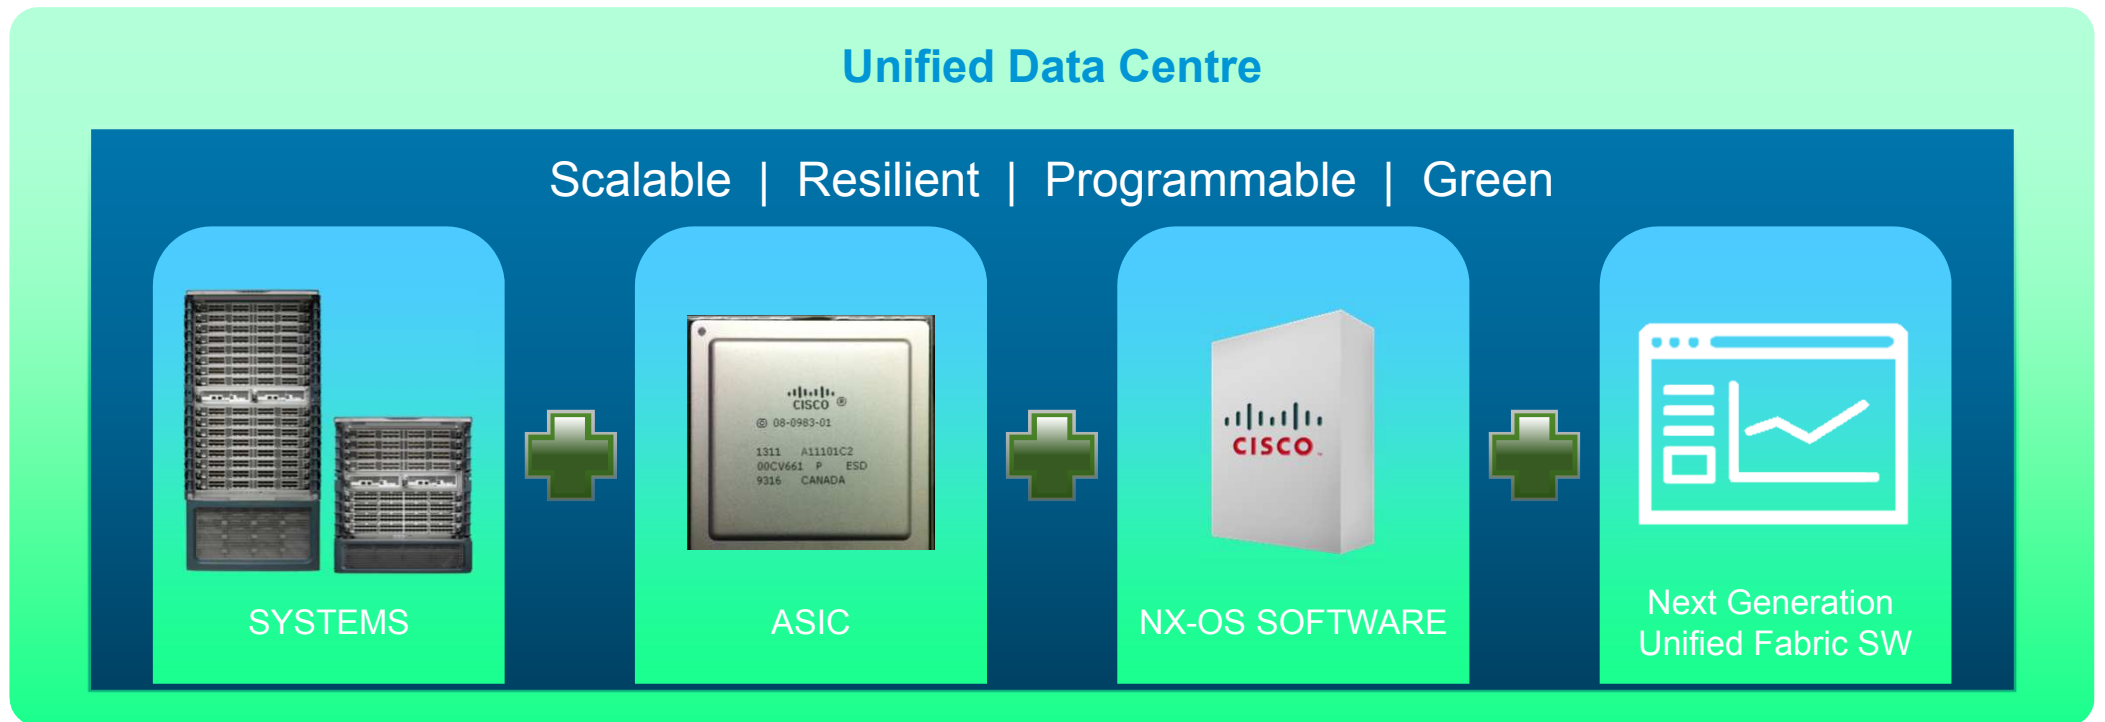 Unified Data Centre
Scalable | Resilient | Programmable | Green
CISCO ®
© 08-0983-01
1311 A11101C2
00CV661 P ESD
9316 CANADA
CISCO
SYSTEMS
ASIC
NX-OS SOFTWARE
Next Generation
Unified Fabric SW